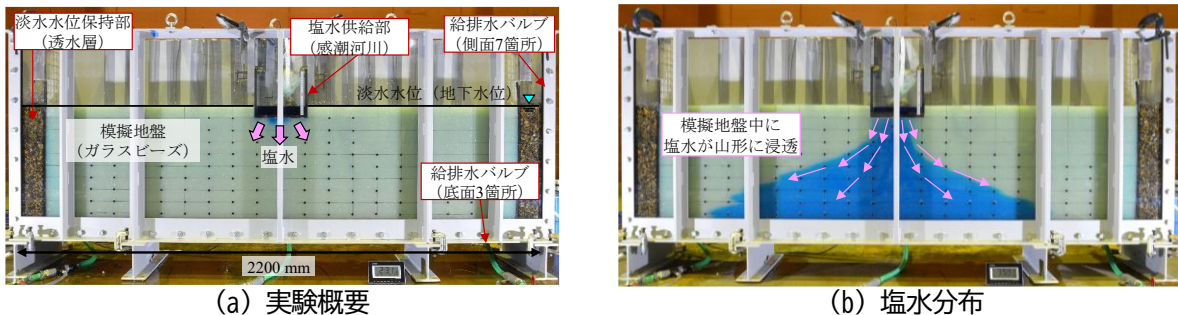 淡水水位保持部
（透水層）
塩水供給部
（感潮河川）
給排水バルブ
（側面7箇所）
淡水水位（地下水位）
模擬地盤
（ガラスビーズ）
塩水
給排水バルブ
（底面3箇所）
2200 mm
(a) 実験概要
模擬地盤中に
塩水が山形に浸透
(b) 塩水分布